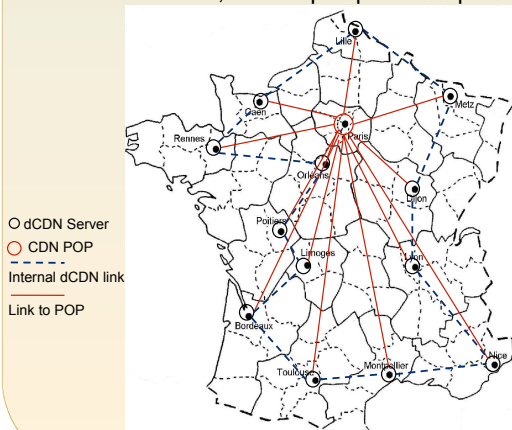 Lille
Caen
Metz
Rennes
Paris
Orléans
Dijon
dCDN Server
Poitiers
CDN POP
Limoges
Lyon
Internal dCDN link
Link to POP
Bordeaux
Nice
Toulouse
Montpellier